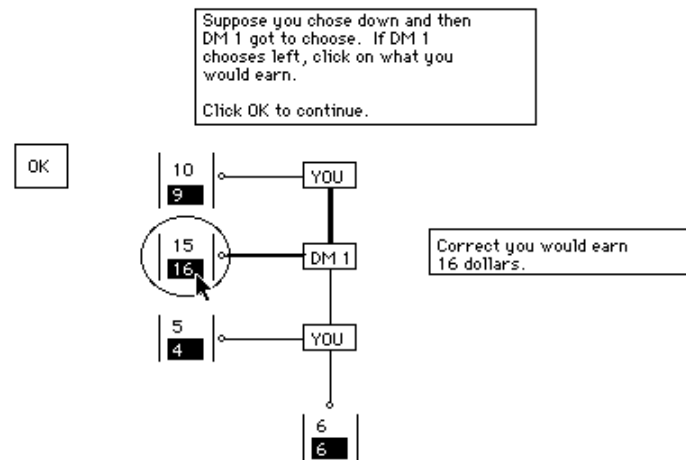 Suppose you chose down and then
DM 1 got to choose. If DM 1
chooses left, click on what you
would earn.
Click OK to continue.
OK
10
9
YOU
15
16
DM 1
Correct you would earn
16 dollars.
5
4
YOU
6
6